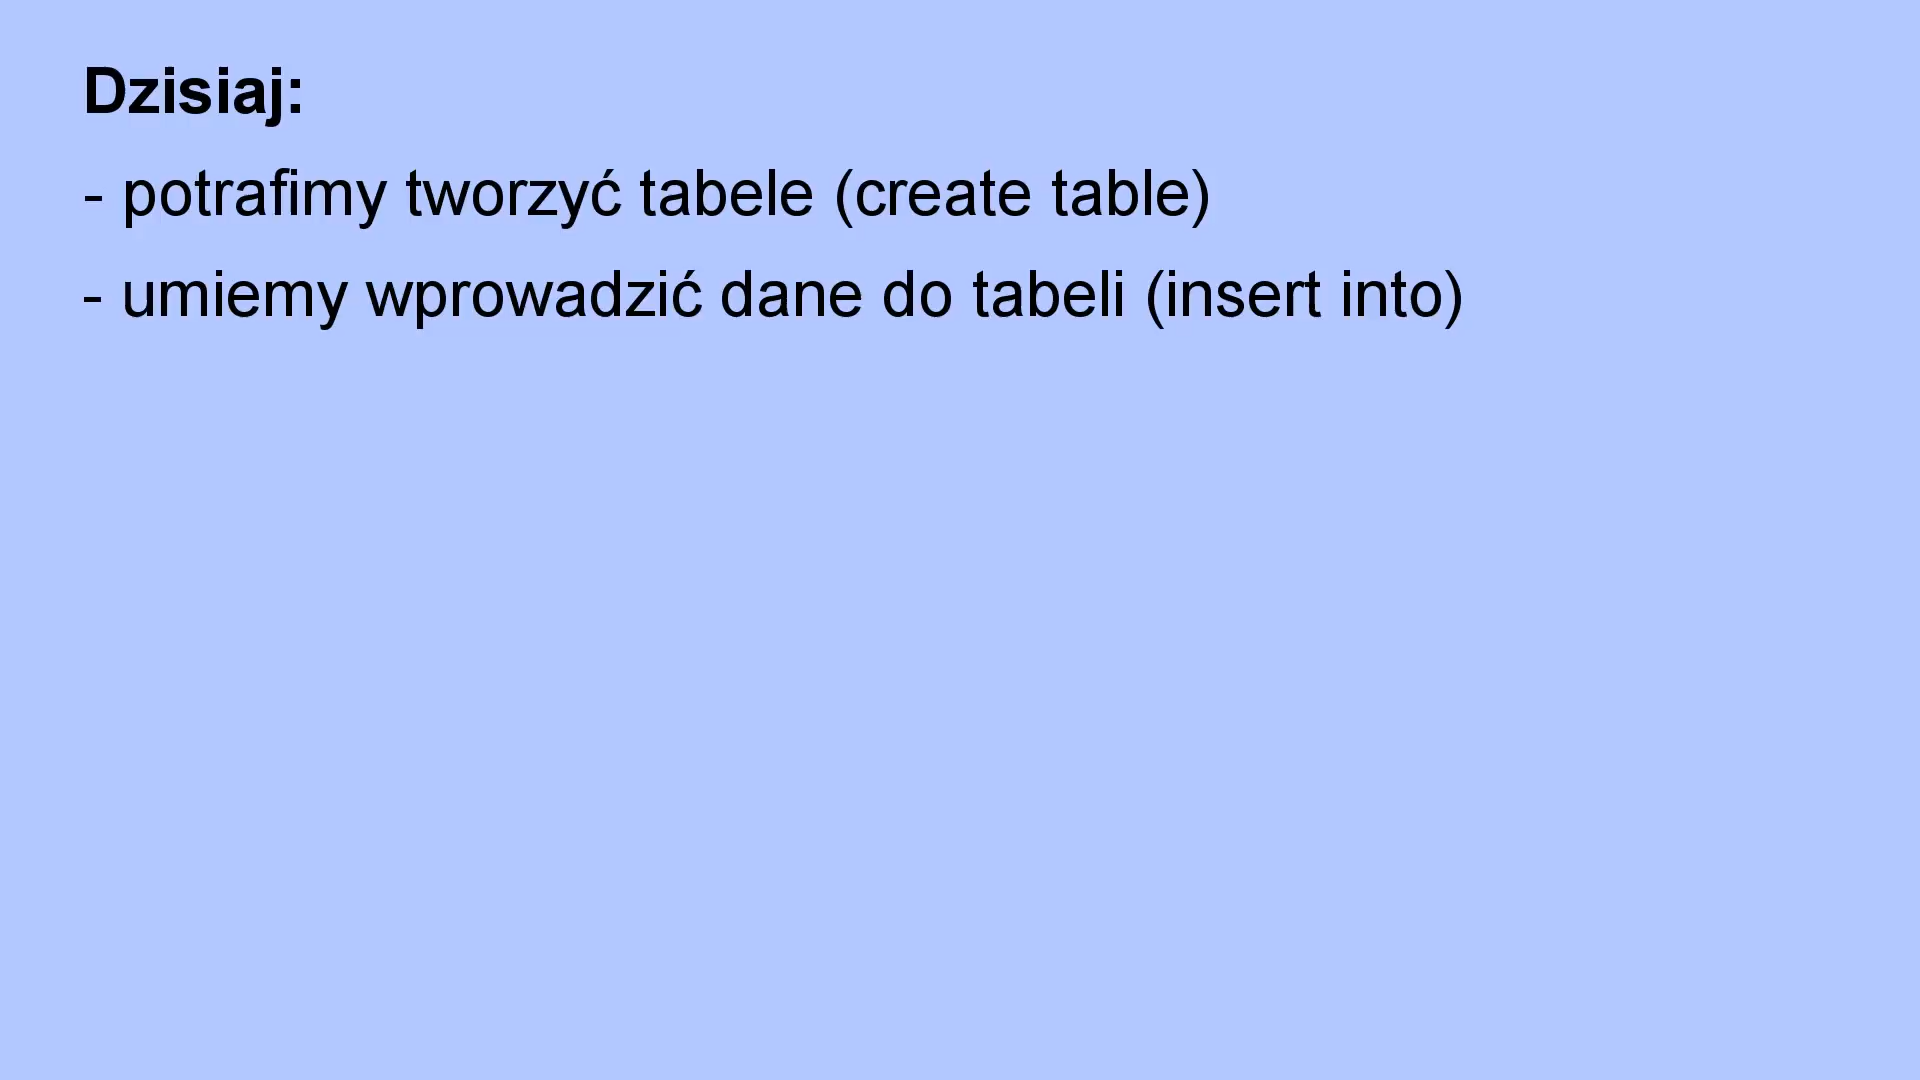 Dzisiaj:
- potrafimy tworzyć tabele (create table)
- umiemy wprowadzić dane do tabeli (insert into)